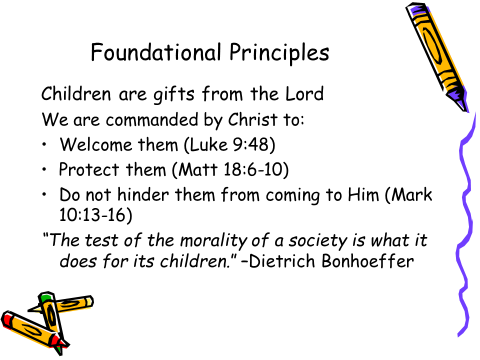 Foundational Principles
Children are gifts from the Lord
We are commanded by Christ to:
• Welcome them (Luke 9:48)
• Protect them (Matt 18:6-10)
• Do not hinder them from coming to Him (Mark
10:13-16)
“The test of the morality of a society is what it
does for its children.” –Dietrich Bonhoeffer